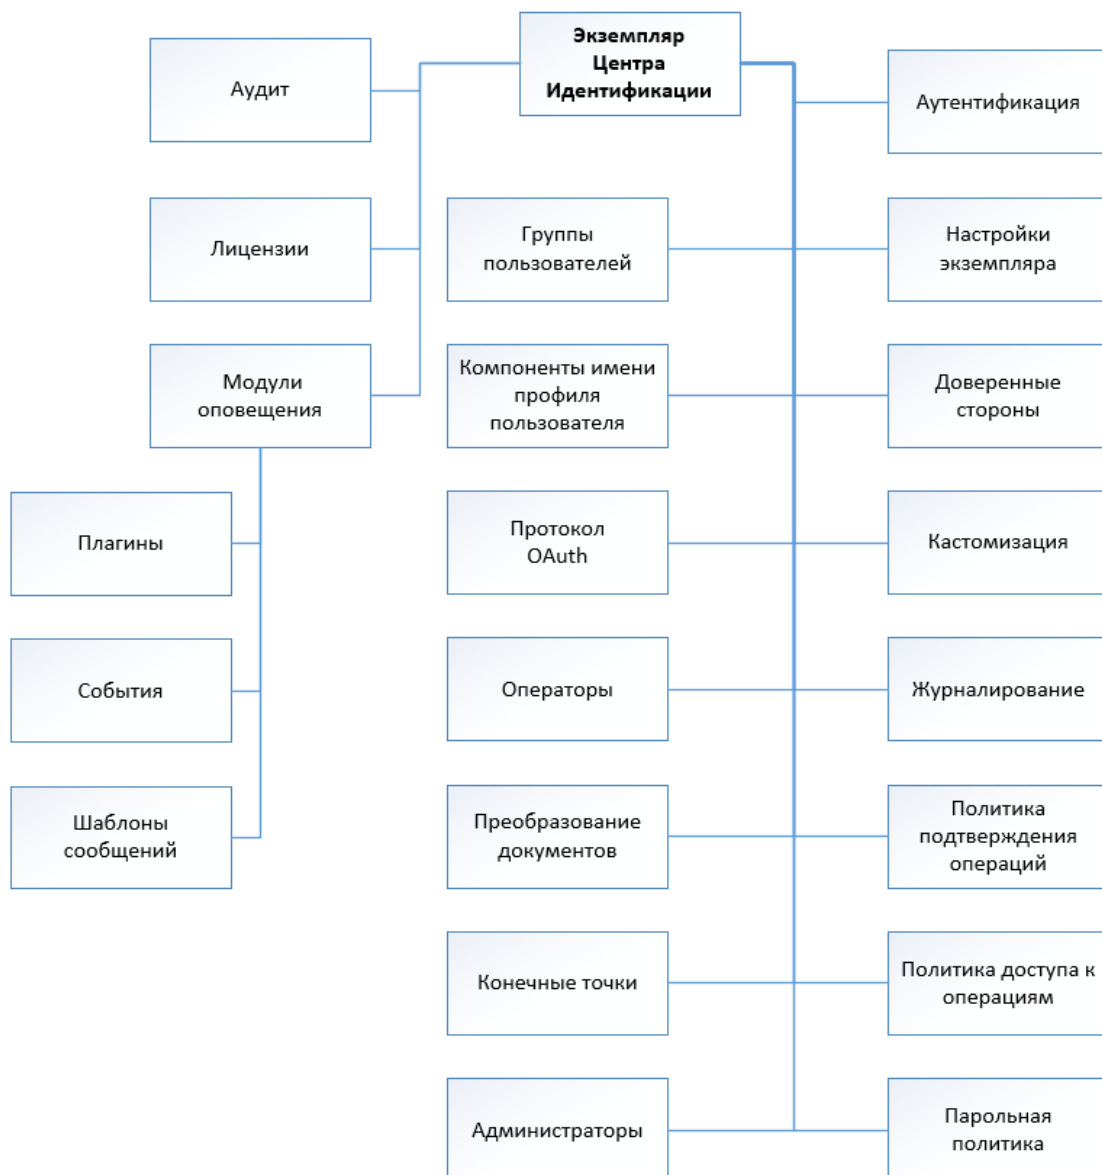 Экземпляр
Центра
Идентификации
Аудит
Аутентификация
Лицензии
Группы
пользователей
Настройки
экземпляра
Модули
оповещения
Компоненты имени
профиля
пользователя
Доверенные
стороны
Плагины
Протокол
OAuth
Кастомизация
События
Операторы
Журналирование
Шаблоны
сообщений
Преобразование
документов
Политика
подтверждения
операций
Конечные точки
Политика доступа к
операциям
Администраторы
Парольная
политика